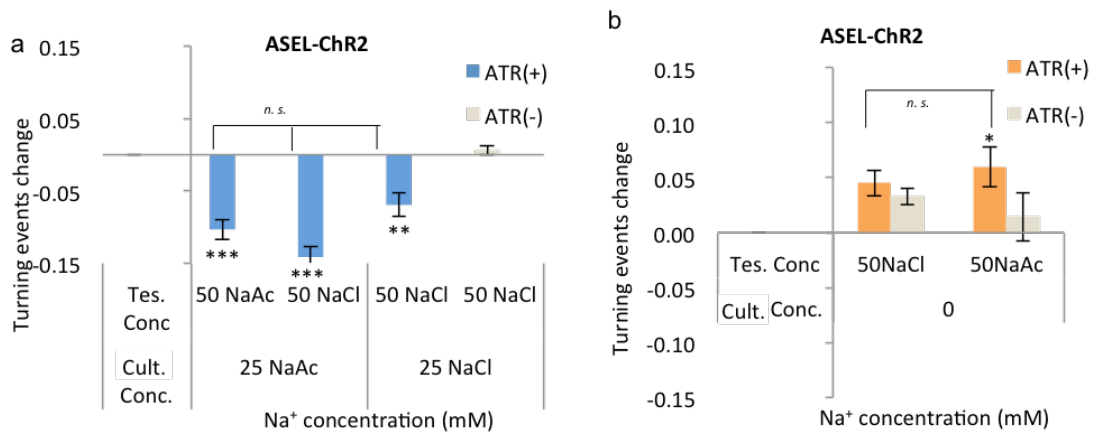 a
ASEL-ChR2
0.15
0.05
-0.05
-0.15
Turning events change
n. s.
ATR(+)
ATR(-)
***
***
**
Tes. Conc
50 NaAc
50 NaCl
50 NaCl
50 NaCl
Cult. Conc.
25 NaAc
25 NaCl
Na⁺ concentration (mM)
b
ASEL-ChR2
0.15
0.10
0.05
0.00
-0.05
-0.10
-0.15
Turning events change
n. s.
ATR(+)
ATR(-)
*
Tes. Conc
50NaCl
50NaAc
Cult. Conc.
0
Na⁺ concentration (mM)